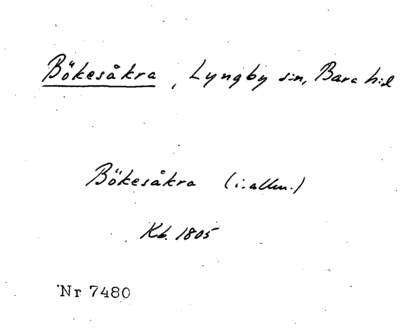 Bökesåkra, Lyngby sn, Bara hd
Bökesåkra (i. allm.)
Kb. 1805
Nr 7480